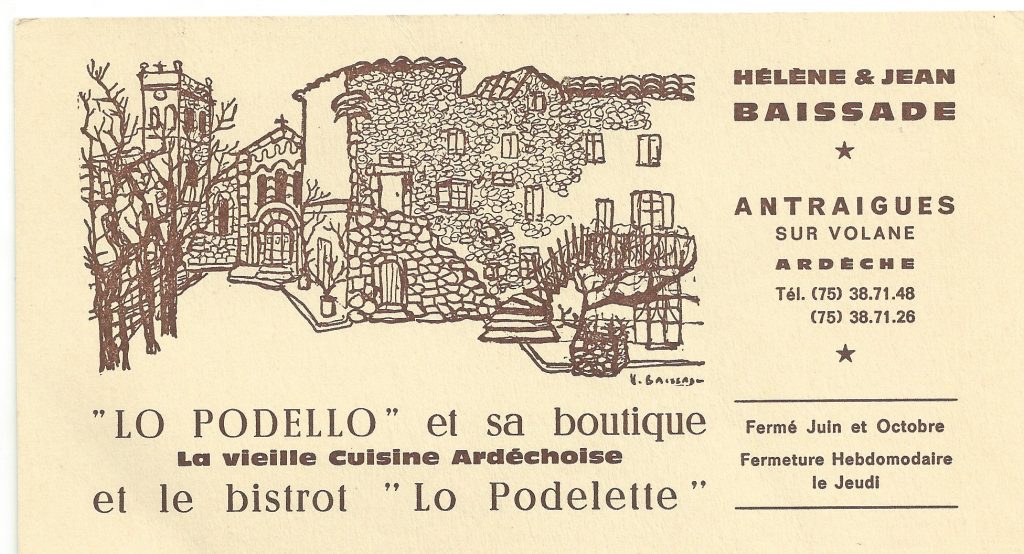 HÉLÈNE & JEAN
BAISSADE
ANTRAIGUES
SUR VOLANE
ARDÈCHE
Tél. (75) 38.71.48
(75) 38.71.26
H. BAISSADE
"LO PODELLO" et sa boutique
La vieille Cuisine Ardéchoise
et le bistrot "Lo Podelette"
Fermé Juin et Octobre
Fermeture Hebdomadaire
le Jeudi